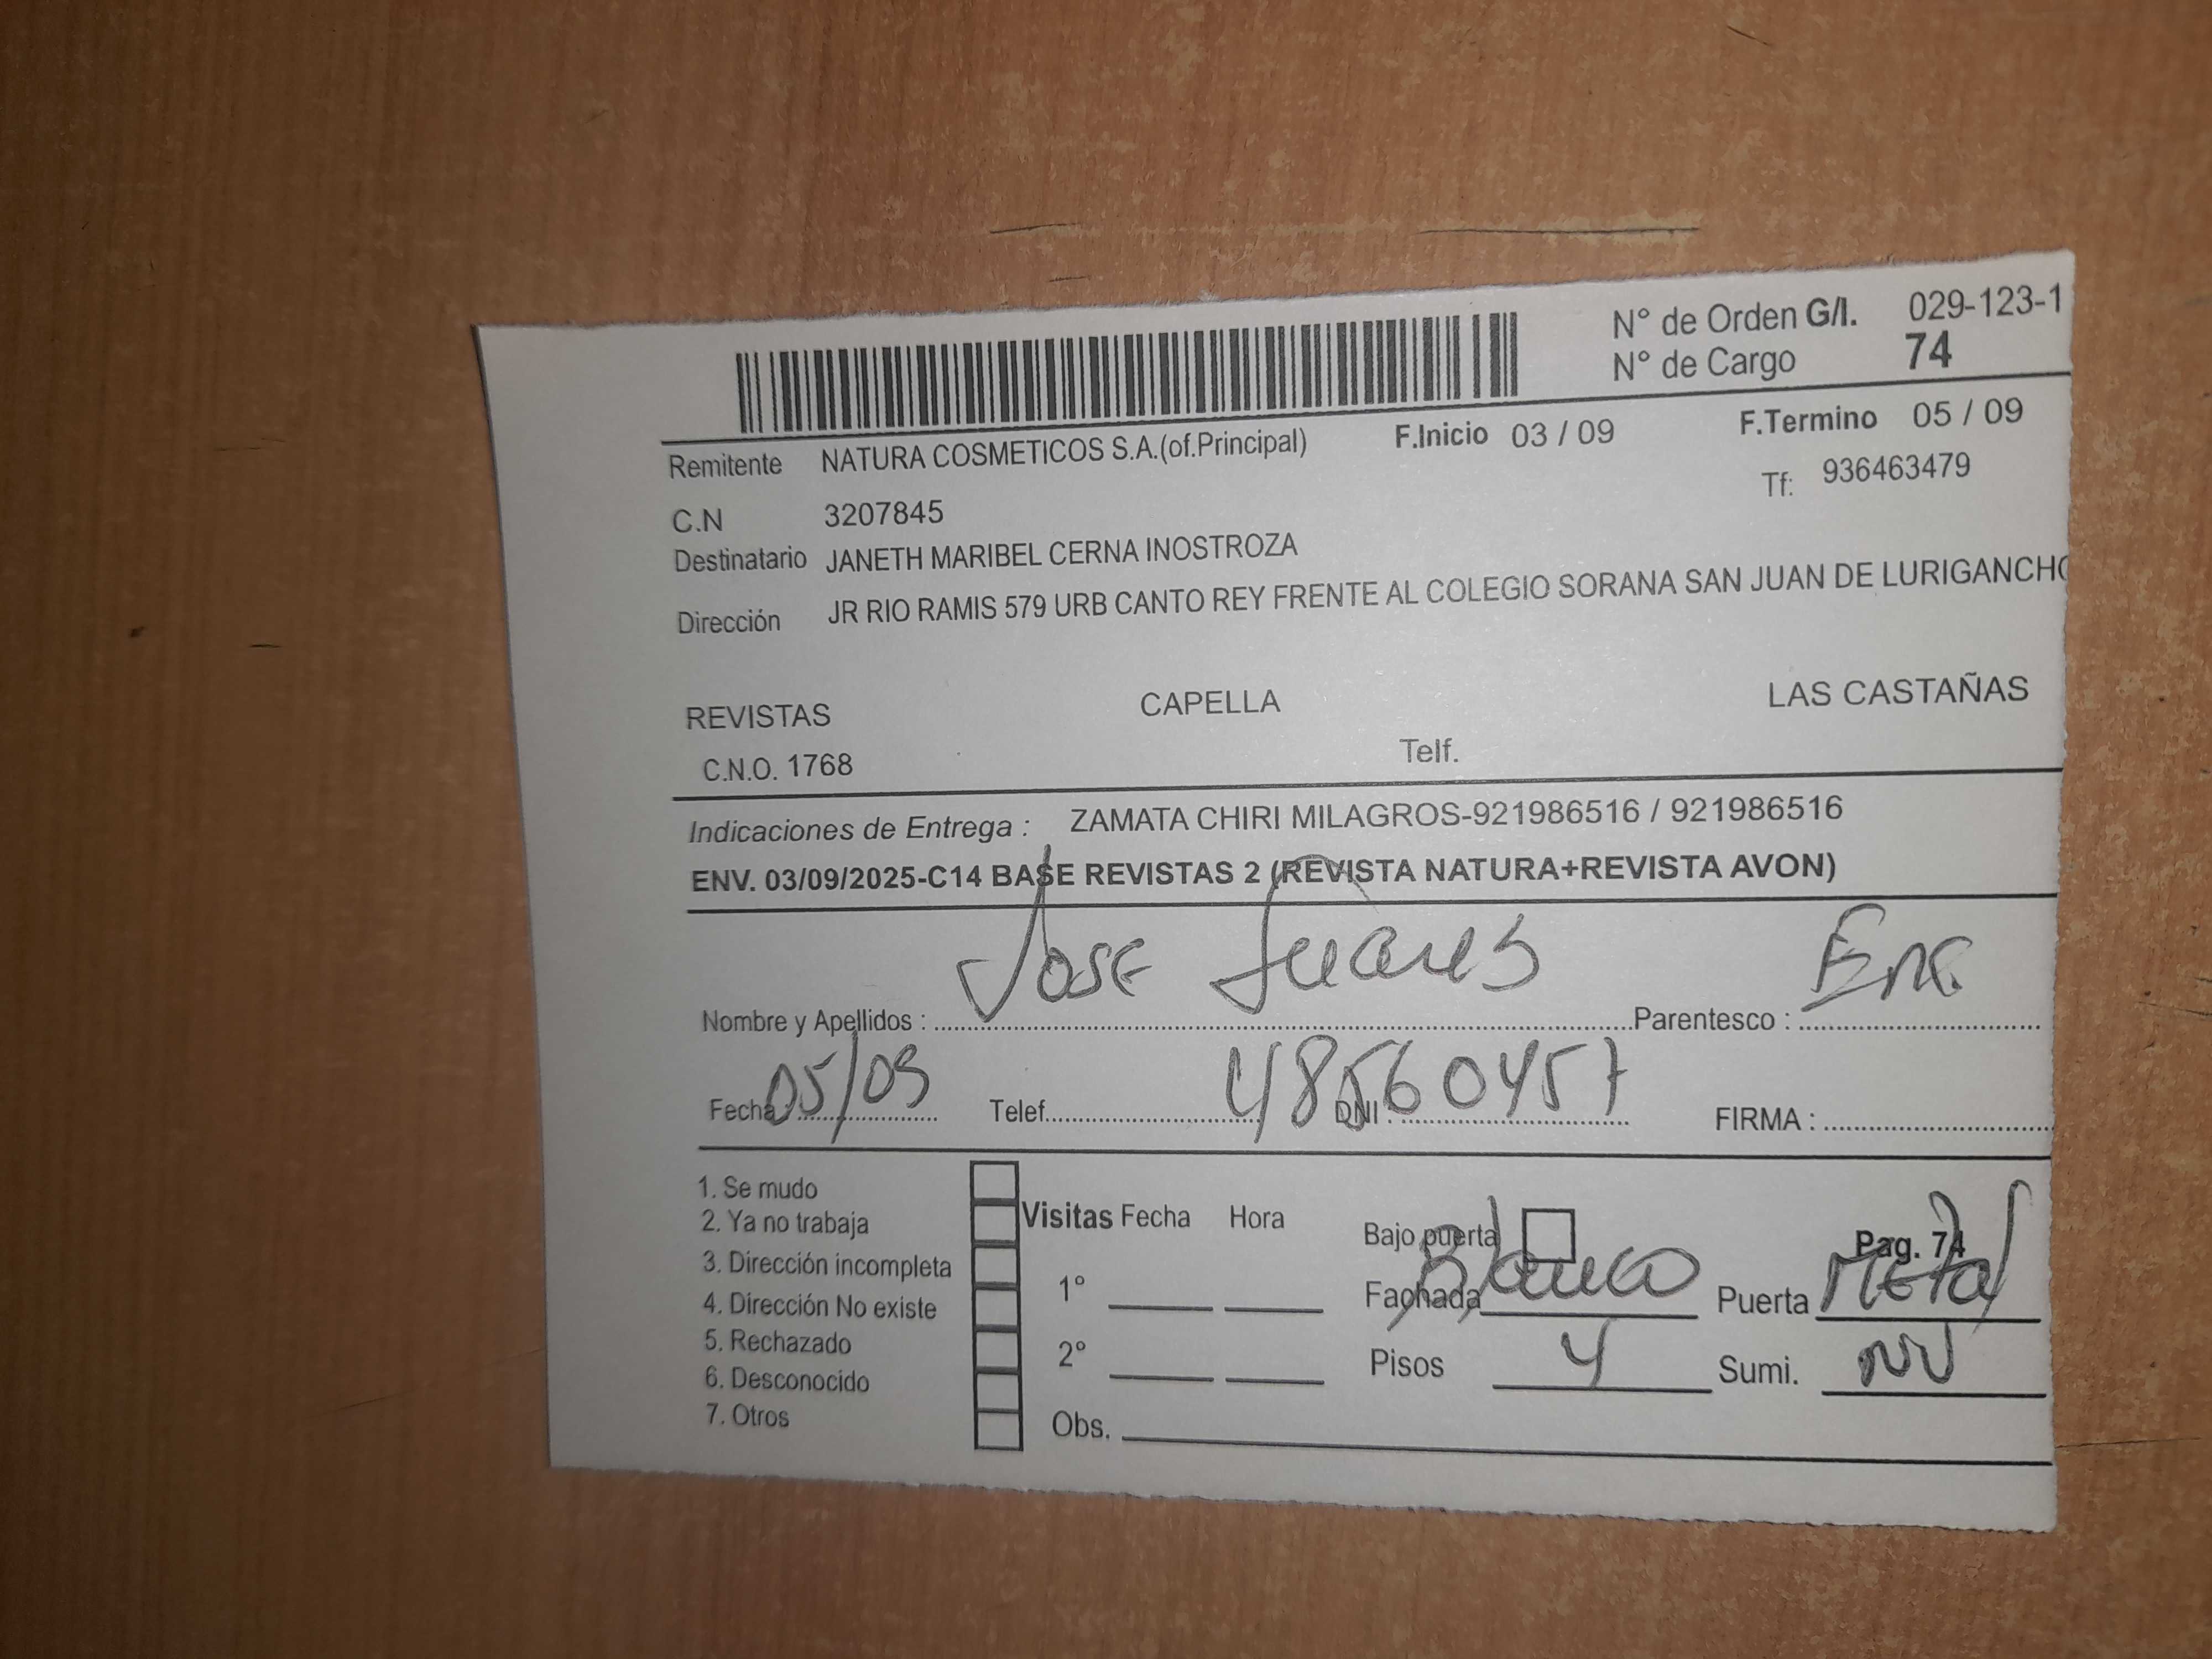 N° de Orden G/I. 029-123-1
N° de Cargo 74
Remitente NATURA COSMETICOS S.A.(of.Principal) F.Inicio 03 / 09 F.Termino 05 / 09
C.N 3207845 Tf: 936463479
Destinatario JANETH MARIBEL CERNA INOSTROZA
Dirección JR RIO RAMIS 579 URB CANTO REY FRENTE AL COLEGIO SORANA SAN JUAN DE LURIGANCHO
REVISTAS CAPELLA LAS CASTAÑAS
C.N.O. 1768 Telf.
Indicaciones de Entrega : ZAMATA CHIRI MILAGROS-921986516 / 921986516
ENV. 03/09/2025-C14 BASE REVISTAS 2 (REVISTA NATURA+REVISTA AVON)
Nombre y Apellidos : Jose Juares Parentesco : Enc.
Fecha : 05/09 Telef. DNI : 48560457 FIRMA :
1. Se mudo
2. Ya no trabaja Visitas Fecha Hora Bajo puerta Pag. 74
3. Dirección incompleta
4. Dirección No existe 1° Fachada Blanco Puerta Metal
5. Rechazado
6. Desconocido 2° Pisos 4 Sumi. NV
7. Otros Obs.